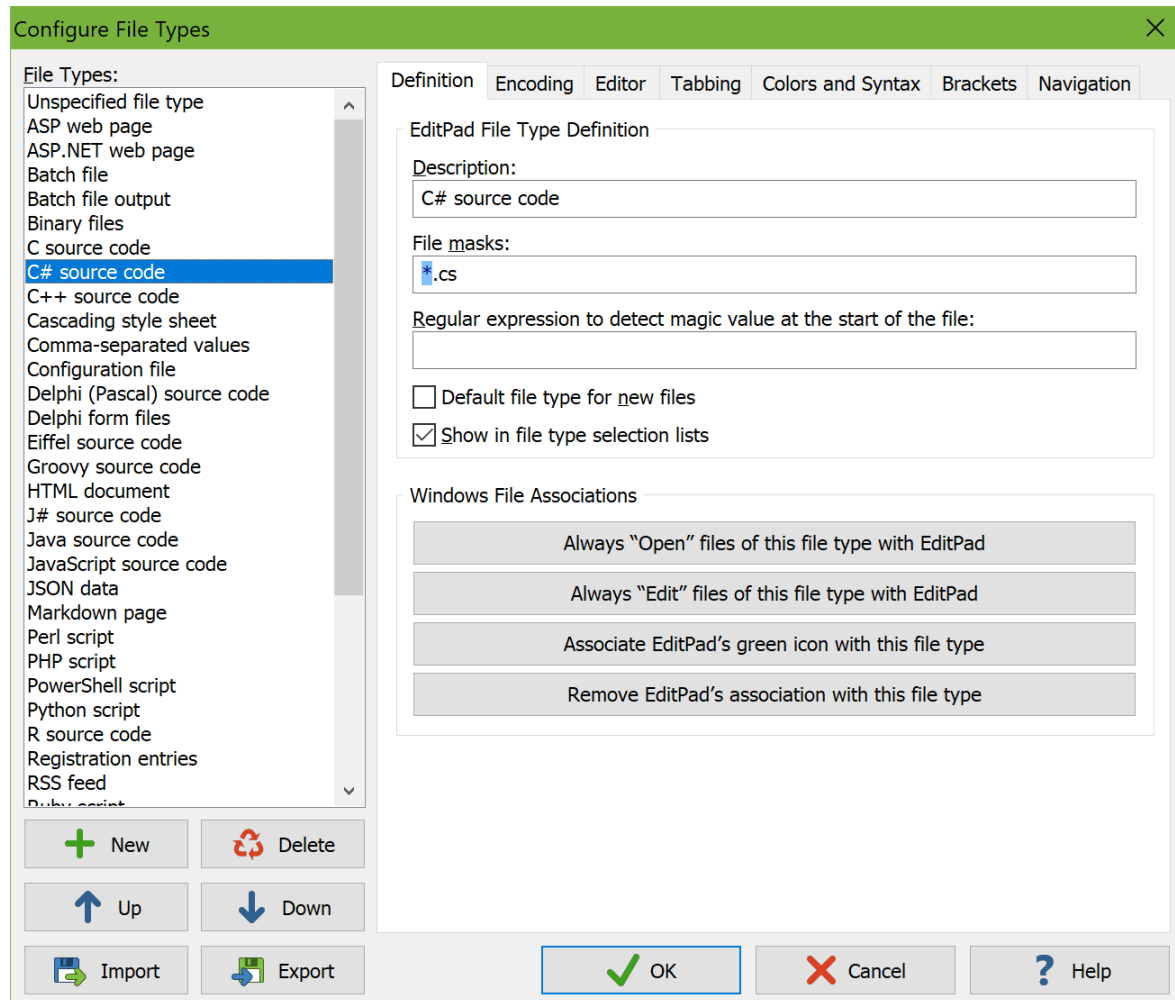 Configure File Types
File Types:
Unspecified file type
ASP web page
ASP.NET web page
Batch file
Batch file output
Binary files
C source code
C# source code
C++ source code
Cascading style sheet
Comma-separated values
Configuration file
Delphi (Pascal) source code
Delphi form files
Eiffel source code
Groovy source code
HTML document
J# source code
Java source code
JavaScript source code
JSON data
Markdown page
Perl script
PHP script
PowerShell script
Python script
R source code
Registration entries
RSS feed
Ruby script
New
Delete
Up
Down
Import
Export
Definition
Encoding
Editor
Tabbing
Colors and Syntax
Brackets
Navigation
EditPad File Type Definition
Description:
C# source code
File masks:
*.cs
Regular expression to detect magic value at the start of the file:
Default file type for new files
Show in file type selection lists
Windows File Associations
Always “Open” files of this file type with EditPad
Always “Edit” files of this file type with EditPad
Associate EditPad’s green icon with this file type
Remove EditPad’s association with this file type
OK
Cancel
? Help